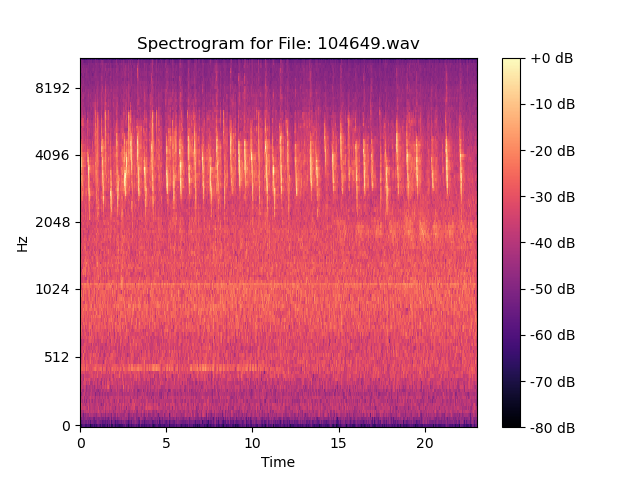 Spectrogram for File: 104649.wav
8192
4096
2048
1024
512
0
Hz
0
5
10
15
20
Time
+0 dB
-10 dB
-20 dB
-30 dB
-40 dB
-50 dB
-60 dB
-70 dB
-80 dB